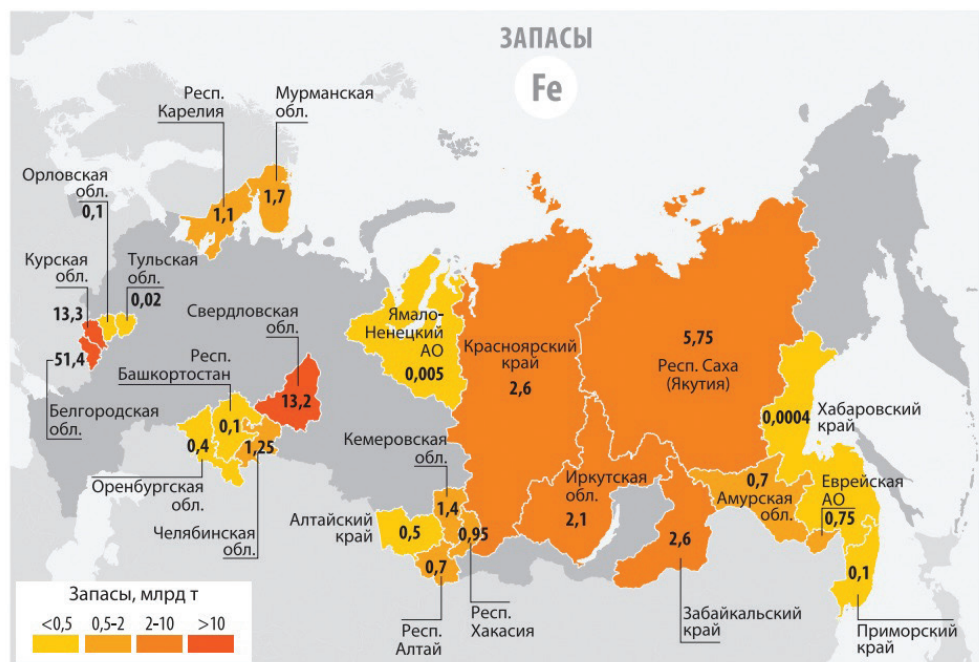 ЗАПАСЫ
Fe
Респ.
Карелия
1,1
Мурманская
обл.
1,7
Орловская
обл.
0,1
Курская
обл.
13,3
Тульская
обл.
0,02
51,4
Белгородская
обл.
Свердловская
обл.
13,2
Респ.
Башкортостан
0,1
0,4
Оренбургская
обл.
1,25
Челябинская
обл.
Ямало-
Ненецкий
АО
0,005
Красноярский
край
2,6
5,75
Респ. Саха
(Якутия)
0,0004
Хабаровский
край
Кемеровская
обл.
1,4
Алтайский
край
0,5
0,95
Респ.
Хакасия
0,7
Респ.
Алтай
Иркутская
обл.
2,1
2,6
Забайкальский
край
0,7
Амурская
обл.
Еврейская
АО
0,75
0,1
Приморский
край
Запасы, млрд т
<0,5 0,5-2 2-10 >10